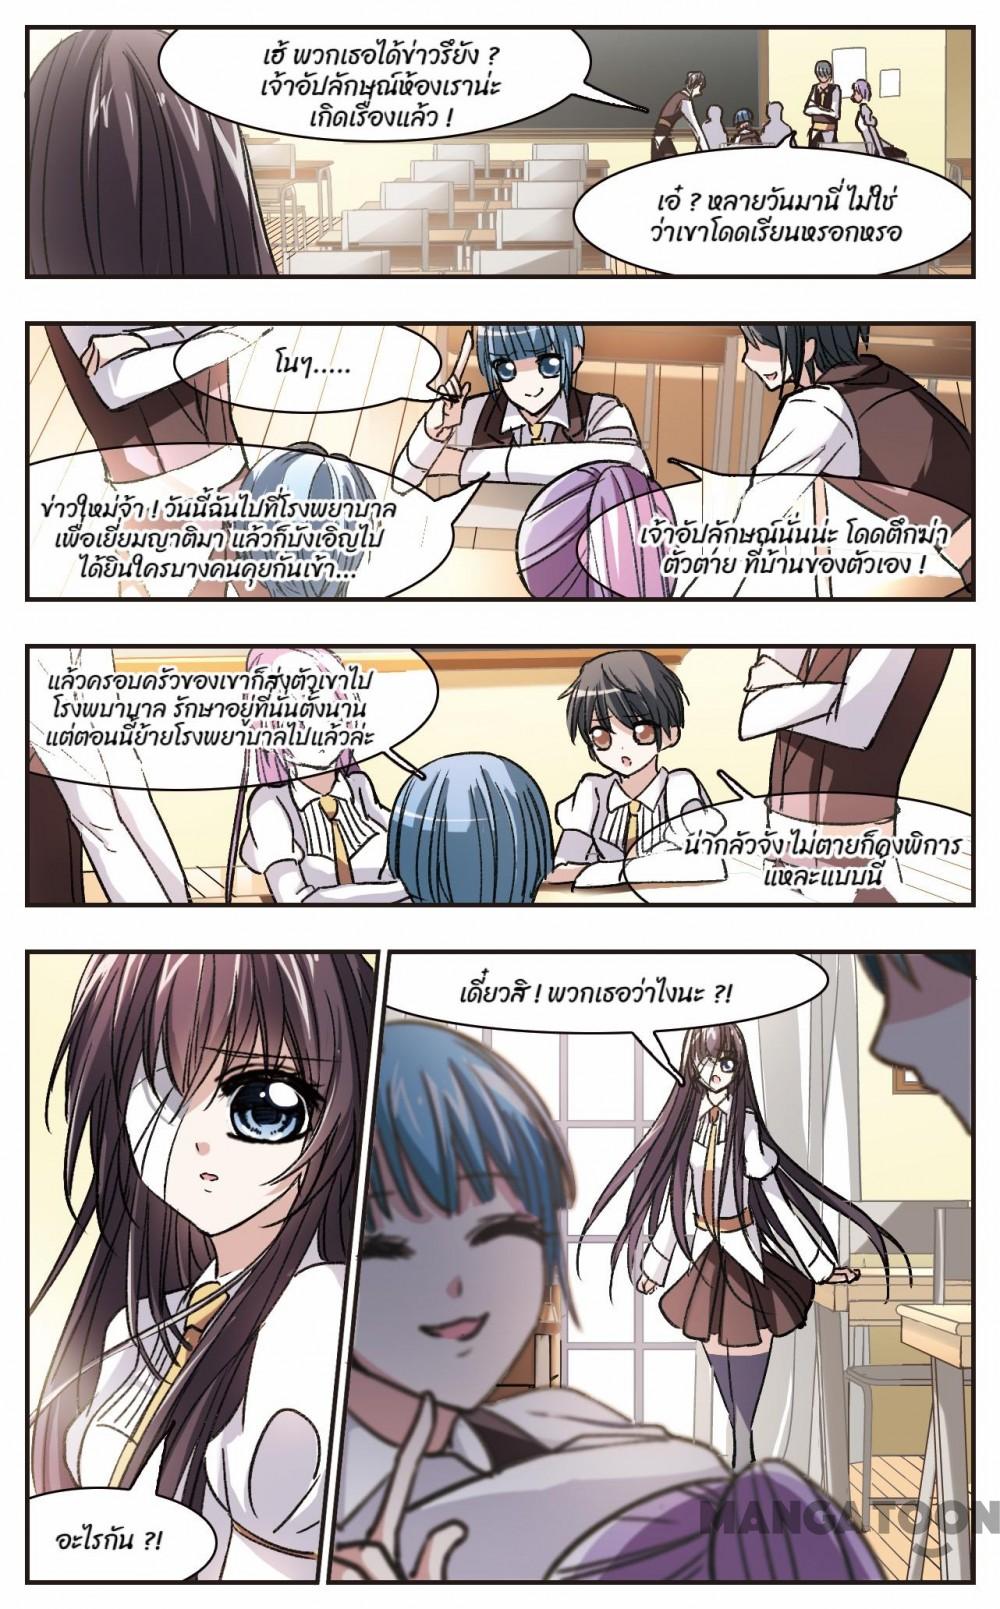 เฮ้ พวกเธอได้ข่าวรึยัง ?
เจ้าอัปลักษณ์ห้องเราน่ะ
เกิดเรื่องแล้ว !
เอ๋ ? หลายวันมานี่ ไม่ใช่
ว่าเขาโดดเรียนหรอกหรอ
โนๆ.....
ข่าวใหม่จ้า ! วันนี้ฉันไปที่โรงพยาบาล
เพื่อเยี่ยมญาติมา แล้วก็บังเอิญไป
ได้ยินใครบางคนคุยกันเข้า...
เจ้าอัปลักษณ์นั่นน่ะ โดดตึกฆ่า
ตัวตาย ที่บ้านของตัวเอง !
แล้วครอบครัวของเขาก็ส่งตัวเขาไป
โรงพบาบาล รักษาอยู่ที่นั่นตั้งนาน
แต่ตอนนี้ย้ายโรงพยาบาลไปแล้วล่ะ
น่ากลัวจัง ไม่ตายก็คงพิการ
แหละแบบนี้
อะไรกัน ?!
เดี๋ยวสิ ! พวกเธอว่าไงนะ ?!
MANGATOON